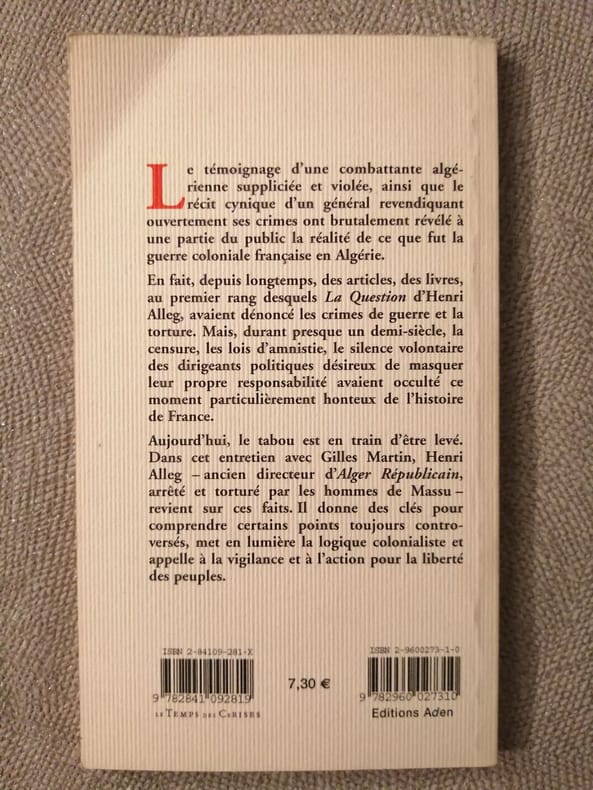 Le témoignage d'une combattante algé-
rienne suppliciée et violée, ainsi que le
récit cynique d'un général revendiquant
ouvertement ses crimes ont brutalement révélé à
une partie du public la réalité de ce que fut la
guerre coloniale française en Algérie.
En fait, depuis longtemps, des articles, des livres,
au premier rang desquels La Question d'Henri
Alleg, avaient dénoncé les crimes de guerre et la
torture. Mais, durant presque un demi-siècle, la
censure, les lois d'amnistie, le silence volontaire
des dirigeants politiques désireux de masquer
leur propre responsabilité avaient occulté ce
moment particulièrement honteux de l'histoire
de France.
Aujourd'hui, le tabou est en train d'être levé.
Dans cet entretien avec Gilles Martin, Henri
Alleg – ancien directeur d'Alger Républicain,
arrêté et torturé par les hommes de Massu –
revient sur ces faits. Il donne des clés pour
comprendre certains points toujours contro-
versés, met en lumière la logique colonialiste et
appelle à la vigilance et à l'action pour la liberté
des peuples.
ISBN 2-84109-281-X
9 782841 092819
LE TEMPS DES CERISES
7,30 €
ISBN 2-9600273-1-0
9 782960 027310
Editions Aden